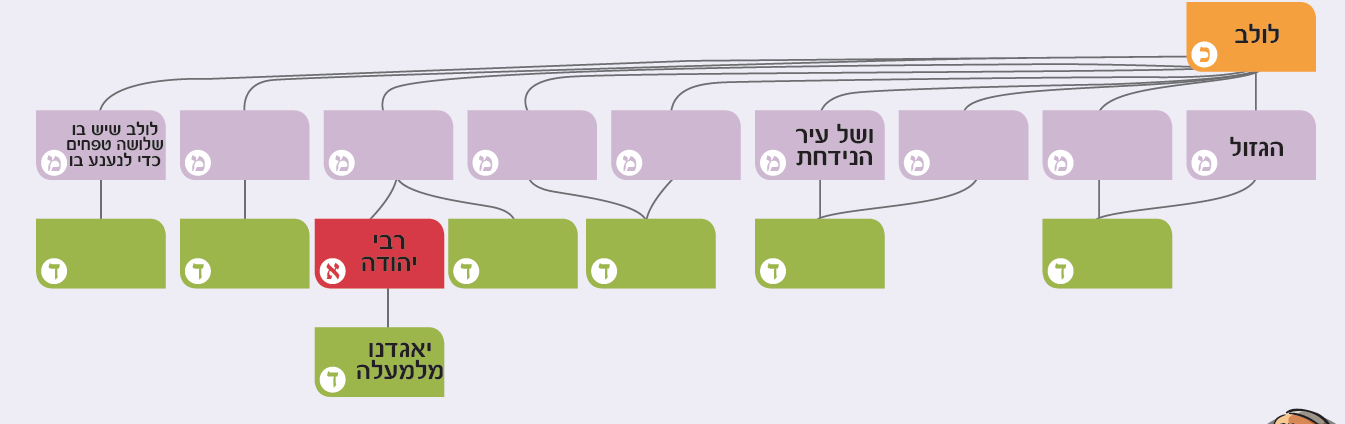 לולב
כ
הגזול
מ
מ
מ
ושל עיר
הנידחת
מ
מ
מ
מ
מ
לולב שיש בו
שלושה טפחים
כדי לנענע בו
מ
ד
ד
ד
ד
רבי
יהודה
א
ד
ד
יאגדנו
מלמעלה
ד